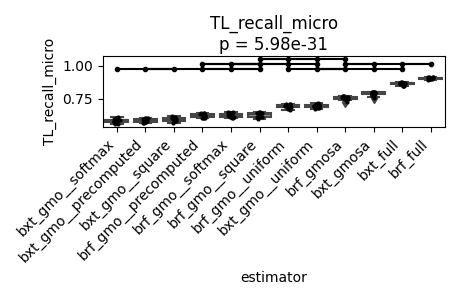 TL_recall_micro
p = 5.98e-31
TL_recall_micro
1.00
0.75
bxt_gmo__softmax
bxt_gmo__precomputed
bxt_gmo__square
brf_gmo__precomputed
brf_gmo__softmax
brf_gmo__square
brf_gmo__uniform
bxt_gmo__uniform
brf_gmosa
bxt_gmosa
bxt_full
brf_full
estimator